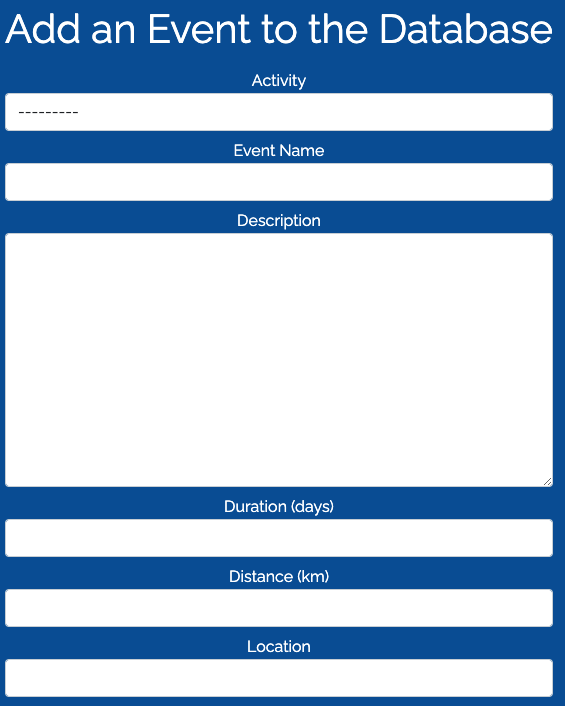 Add an Event to the Database
Activity
---------
Event Name
Description
Duration (days)
Distance (km)
Location